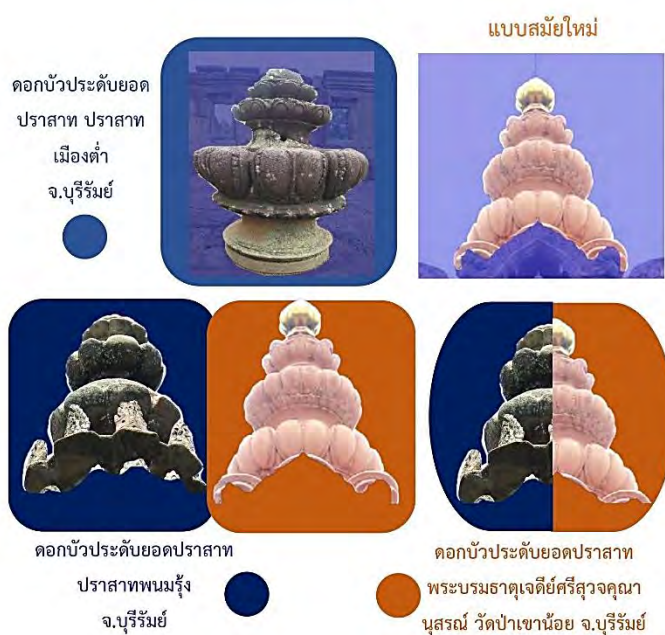 แบบสมัยใหม่
ดอกบัวประดับยอด
ปราสาท ปราสาท
เมืองต่ำ
จ.บุรีรัมย์
ดอกบัวประดับยอดปราสาท
ปราสาทพนมรุ้ง
จ.บุรีรัมย์
ดอกบัวประดับยอดปราสาท
พระบรมธาตุเจดีย์ศรีสุวจคุณา
นุสรณ์ วัดป่าเขาน้อย จ.บุรีรัมย์